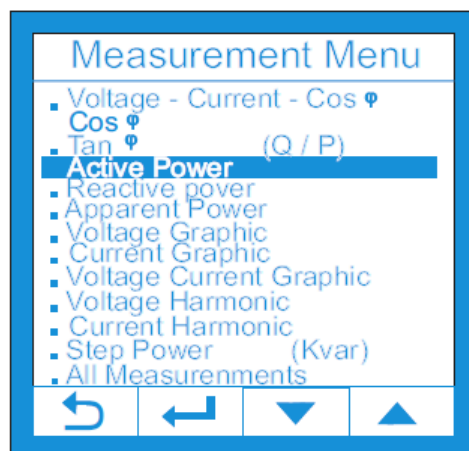 Measurement Menu
Voltage - Current - Cos φ
Cos φ
Tan φ (Q / P)
Active Power
Reactive pover
Apparent Power
Voltage Graphic
Current Graphic
Voltage Current Graphic
Voltage Harmonic
Current Harmonic
Step Power (Kvar)
All Measurenments